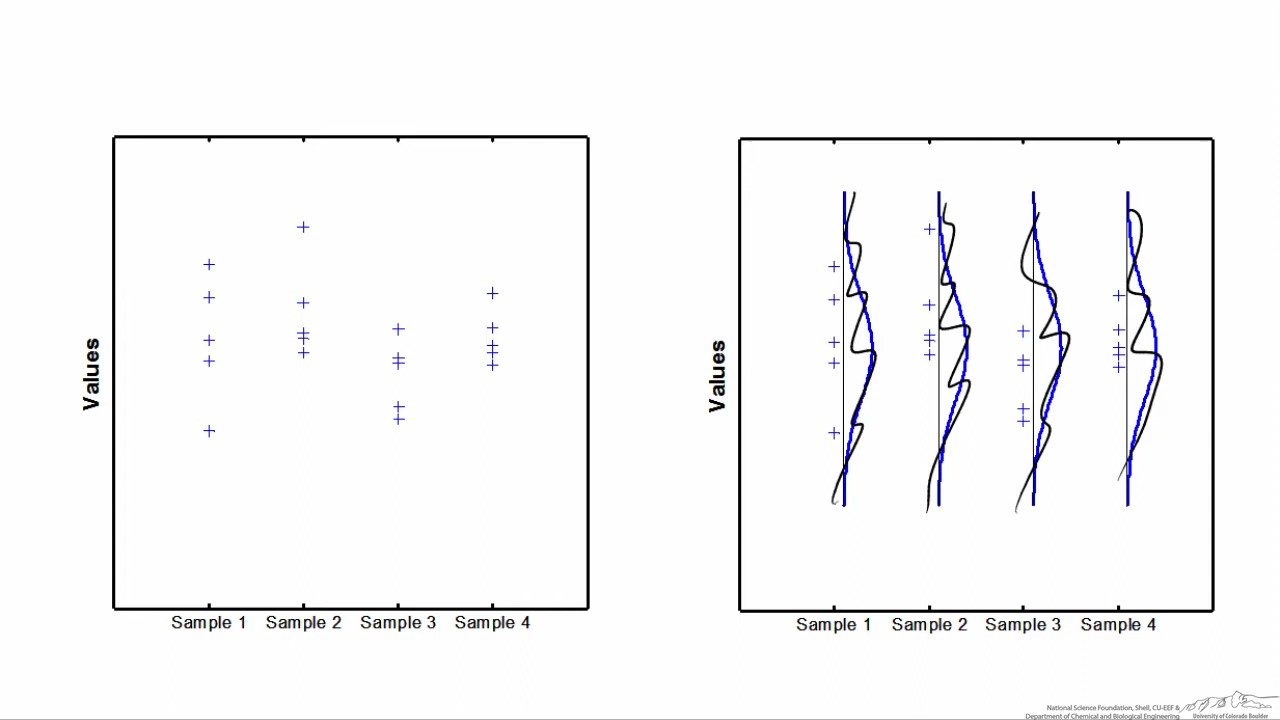 Values
Sample 1 Sample 2 Sample 3 Sample 4
Values
Sample 1 Sample 2 Sample 3 Sample 4
National Science Foundation, Shell, CU-EEF &
Department of Chemical and Biological Engineering
University of Colorado Boulder